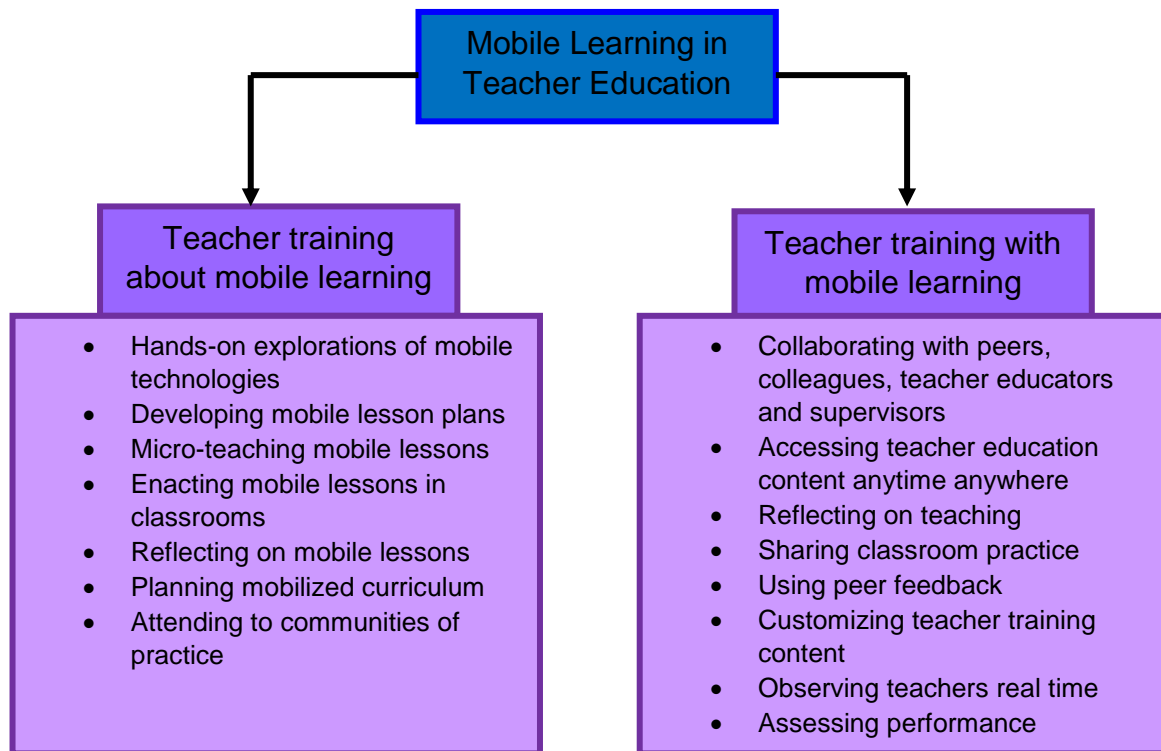 Mobile Learning in
Teacher Education
Teacher training
about mobile learning
• Hands-on explorations of mobile
technologies
• Developing mobile lesson plans
• Micro-teaching mobile lessons
• Enacting mobile lessons in
classrooms
• Reflecting on mobile lessons
• Planning mobilized curriculum
• Attending to communities of
practice
Teacher training with
mobile learning
• Collaborating with peers,
colleagues, teacher educators
and supervisors
• Accessing teacher education
content anytime anywhere
• Reflecting on teaching
• Sharing classroom practice
• Using peer feedback
• Customizing teacher training
content
• Observing teachers real time
• Assessing performance